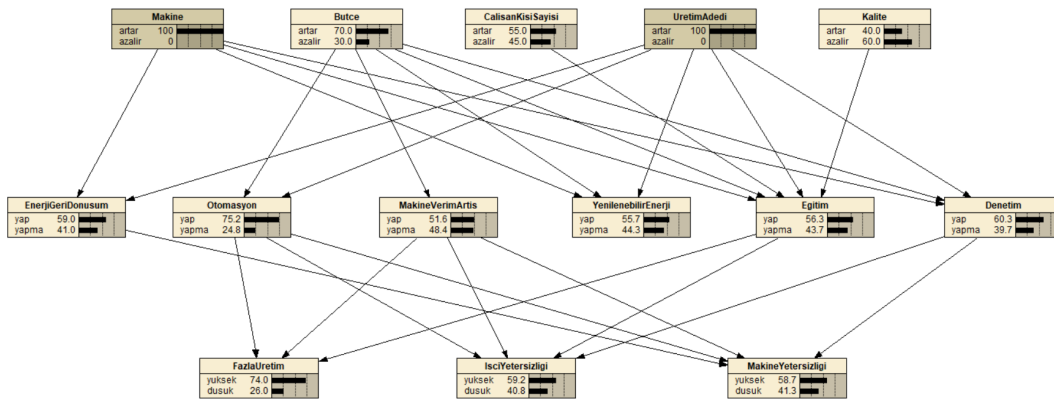 Makine
artar 100
azalir 0
Butce
artar 70.0
azalir 30.0
CalisanKisiSayisi
artar 55.0
azalir 45.0
UretimAdedi
artar 100
azalir 0
Kalite
artar 40.0
azalir 60.0
EnerjiGeriDonusum
yap 59.0
yapma 41.0
Otomasyon
yap 75.2
yapma 24.8
MakineVerimArtis
yap 51.6
yapma 48.4
YenilenebilirEnerji
yap 55.7
yapma 44.3
Egitim
yap 56.3
yapma 43.7
Denetim
yap 60.3
yapma 39.7
FazlaUretim
yuksek 74.0
dusuk 26.0
IsciYetersizligi
yuksek 59.2
dusuk 40.8
MakineYetersizligi
yuksek 58.7
dusuk 41.3